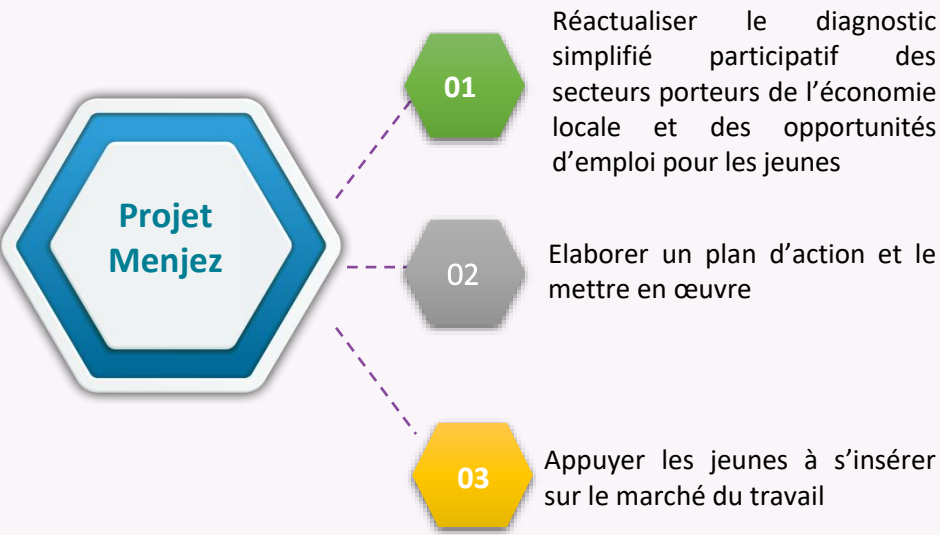 Projet
Menjez
01
Réactualiser le diagnostic
simplifié participatif des
secteurs porteurs de l’économie
locale et des opportunités
d’emploi pour les jeunes
02
Elaborer un plan d’action et le
mettre en œuvre
03
Appuyer les jeunes à s’insérer
sur le marché du travail